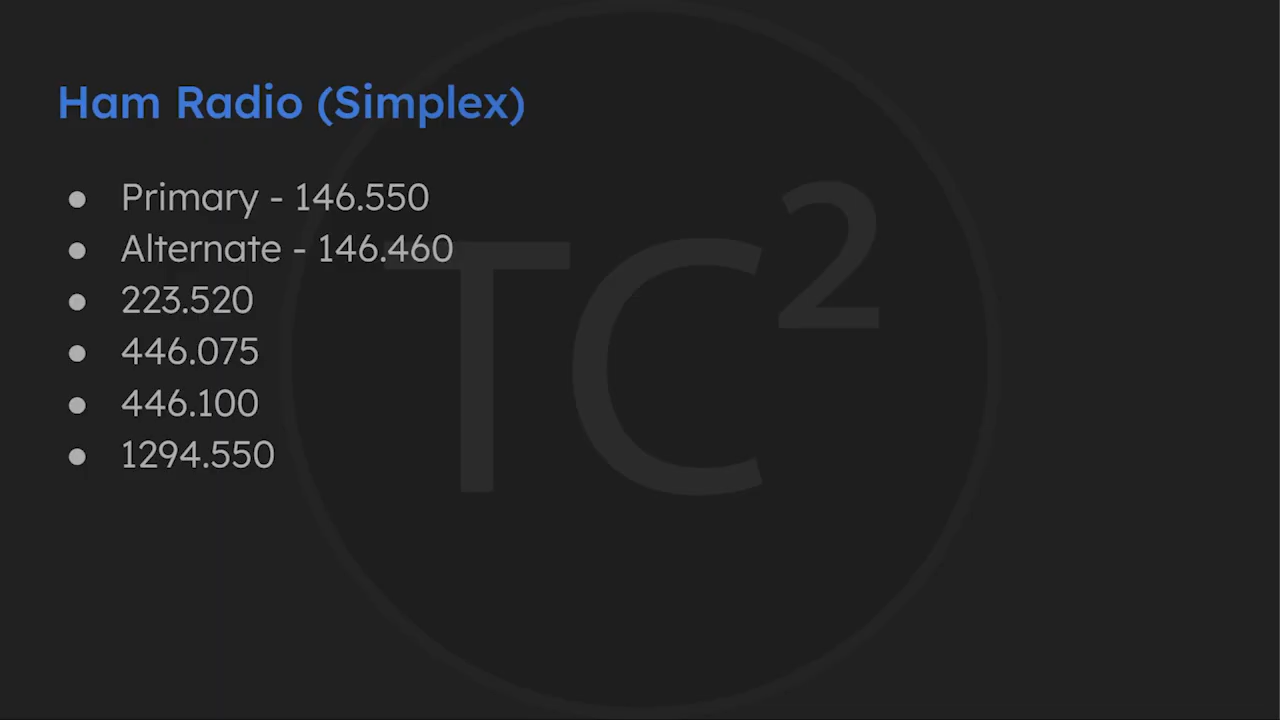 Ham Radio (Simplex)
● Primary - 146.550
● Alternate - 146.460
● 223.520
● 446.075
● 446.100
● 1294.550
TC²